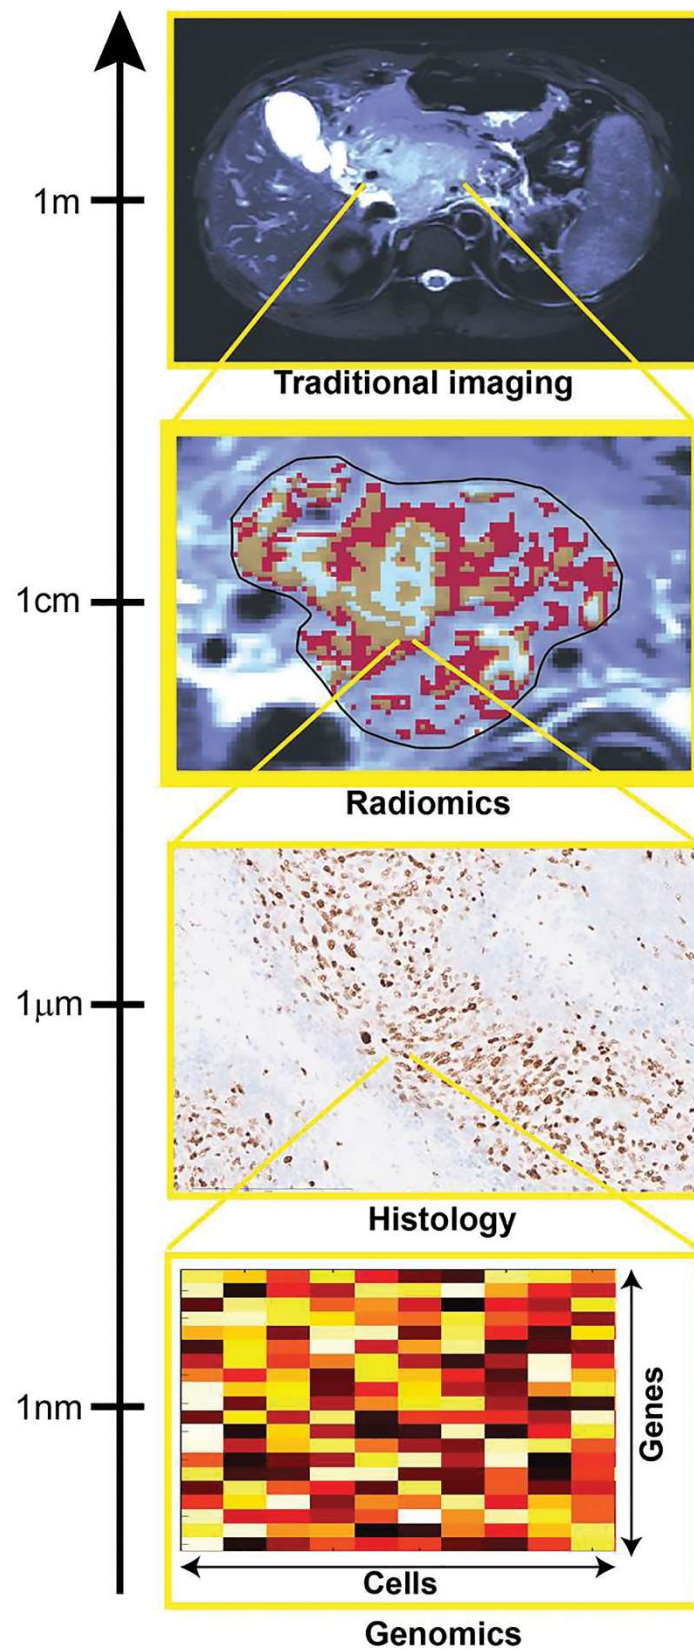 1m
Traditional imaging
1cm
Radiomics
1μm
Histology
1nm
Genes
Cells
Genomics